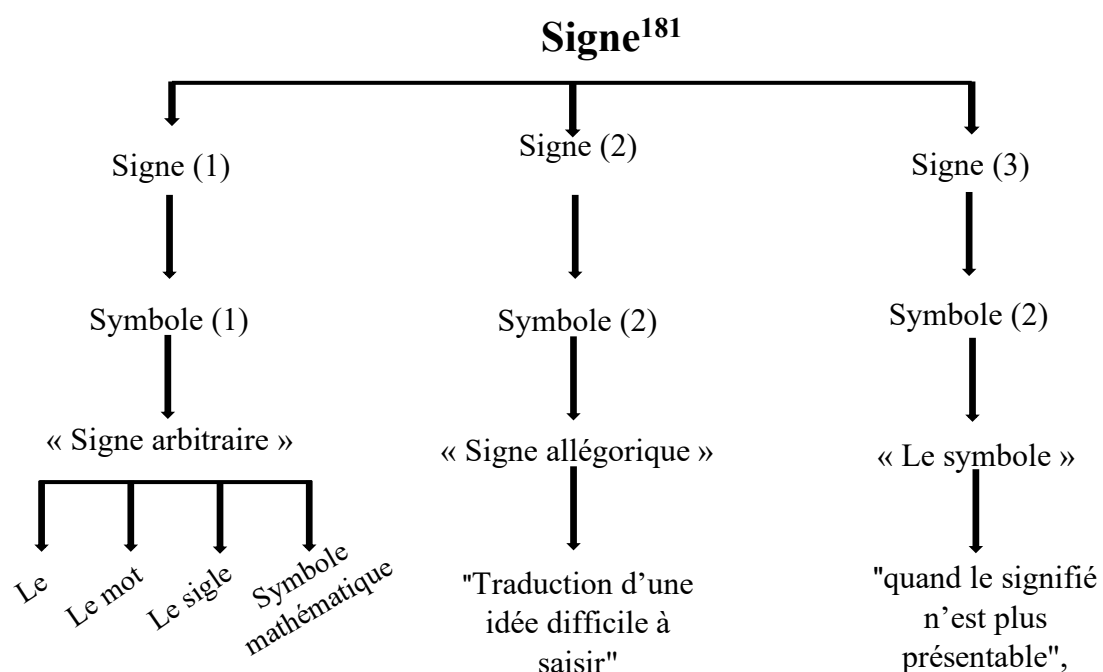 Signe181
Signe (1)
Signe (2)
Signe (3)
Symbole (1)
Symbole (2)
Symbole (2)
« Signe arbitraire »
« Signe allégorique »
« Le symbole »
Le
Le mot
Le sigle
Symbole
mathématique
"Traduction d’une
idée difficile à
saisir"
"quand le signifié
n’est plus
présentable",